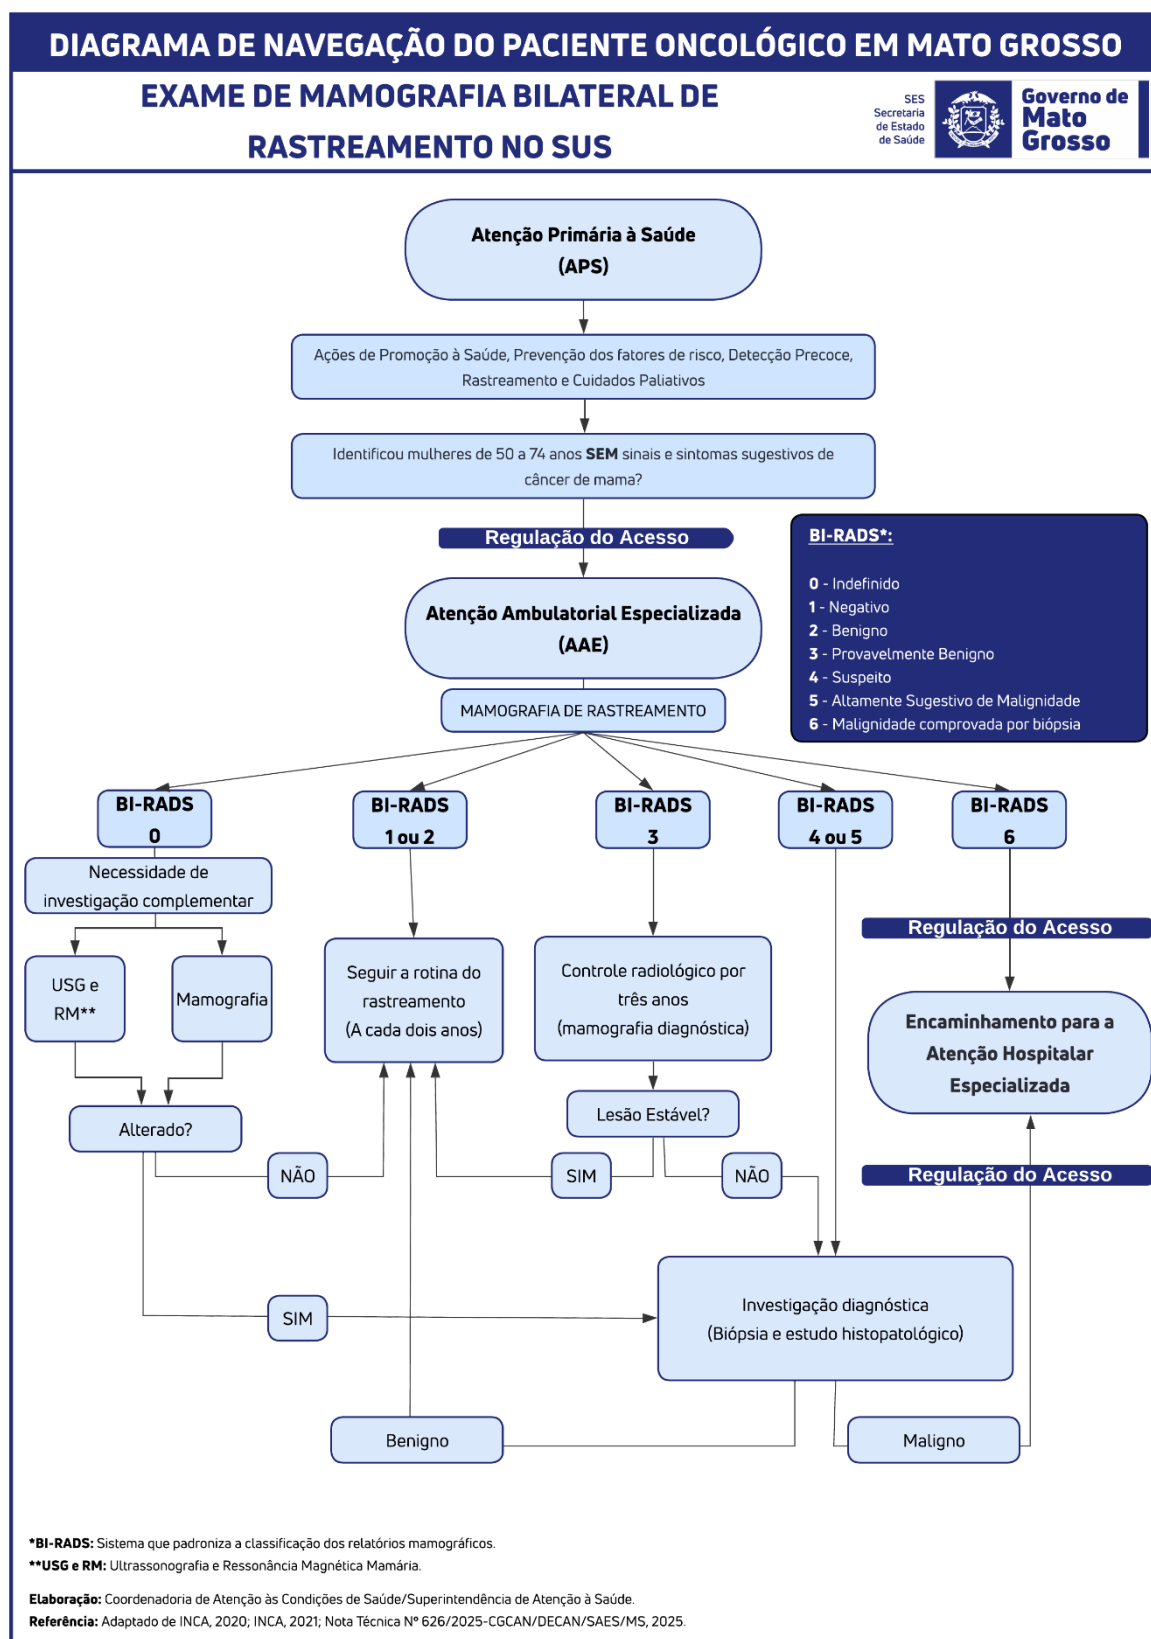 DIAGRAMA DE NAVEGAÇÃO DO PACIENTE ONCOLÓGICO EM MATO GROSSO
EXAME DE MAMOGRAFIA BILATERAL DE
RASTREAMENTO NO SUS
SES
Secretaria
de Estado
de Saúde
Governo de
Mato
Grosso
Atenção Primária à Saúde
(APS)
Ações de Promoção à Saúde, Prevenção dos fatores de risco, Detecção Precoce,
Rastreamento e Cuidados Paliativos
Identificou mulheres de 50 a 74 anos SEM sinais e sintomas sugestivos de
câncer de mama?
Regulação do Acesso
Atenção Ambulatorial Especializada
(AAE)
MAMOGRAFIA DE RASTREAMENTO
BI-RADS*:
0 - Indefinido
1 - Negativo
2 - Benigno
3 - Provavelmente Benigno
4 - Suspeito
5 - Altamente Sugestivo de Malignidade
6 - Malignidade comprovada por biópsia
BI-RADS
0
BI-RADS
1 ou 2
BI-RADS
3
BI-RADS
4 ou 5
BI-RADS
6
Necessidade de
investigação complementar
USG e
RM**
Mamografia
Seguir a rotina do
rastreamento
(A cada dois anos)
Controle radiológico por
três anos
(mamografia diagnóstica)
Regulação do Acesso
Encaminhamento para a
Atenção Hospitalar
Especializada
Alterado?
Lesão Estável?
NÃO
SIM
NÃO
Regulação do Acesso
SIM
Investigação diagnóstica
(Biópsia e estudo histopatológico)
Benigno
Maligno
*BI-RADS: Sistema que padroniza a classificação dos relatórios mamográficos.
**USG e RM: Ultrassonografia e Ressonância Magnética Mamária.
Elaboração: Coordenadoria de Atenção às Condições de Saúde/Superintendência de Atenção à Saúde.
Referência: Adaptado de INCA, 2020; INCA, 2021; Nota Técnica Nº 626/2025-CGCAN/DECAN/SAES/MS, 2025.